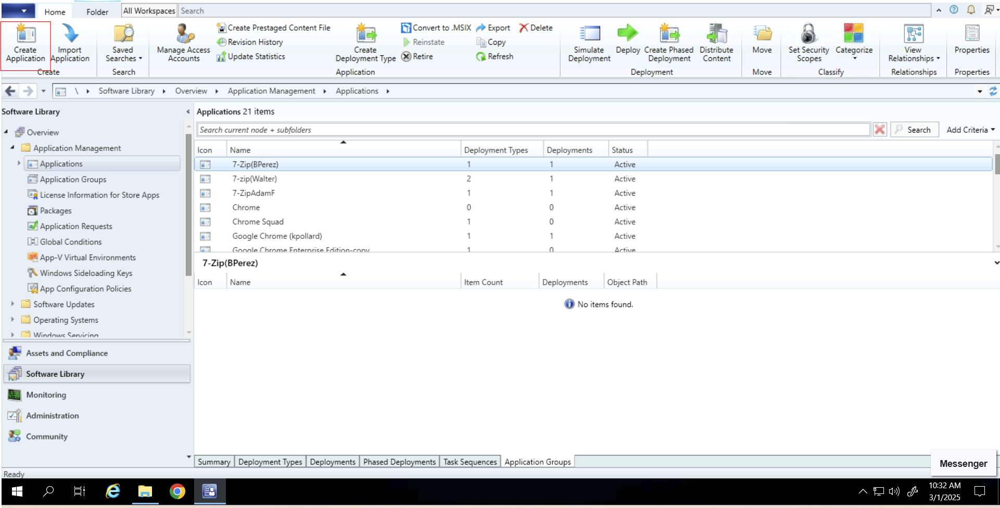 Home
Folder
All Workspaces
Search
Create
Application
Import
Application
Create
Saved
Searches
Search
Manage Access
Accounts
Create Prestaged Content File
Revision History
Update Statistics
Create
Deployment Type
Convert to .MSIX
Reinstate
Retire
Export
Copy
Refresh
Delete
Application
Simulate
Deployment
Deploy
Create Phased
Deployment
Distribute
Content
Deployment
Move
Move
Set Security
Scopes
Categorize
Classify
View
Relationships
Relationships
Properties
Properties
\ Software Library Overview Application Management Applications
Software Library
Overview
Application Management
Applications
Application Groups
License Information for Store Apps
Packages
Application Requests
Global Conditions
App-V Virtual Environments
Windows Sideloading Keys
App Configuration Policies
Software Updates
Operating Systems
Windows Servicing
Assets and Compliance
Software Library
Monitoring
Administration
Community
Applications 21 items
Search current node + subfolders
Search
Add Criteria
Icon Name Deployment Types Deployments Status
7-Zip(BPerez) 1 1 Active
7-zip(Walter) 2 1 Active
7-ZipAdamF 1 1 Active
Chrome 0 0 Active
Chrome Squad 1 0 Active
Google Chrome (kpollard) 1 1 Active
Google Chrome Enterprise Edition-copy 1 0 Active
7-Zip(BPerez)
Icon Name Item Count Deployments Object Path
No items found.
Summary Deployment Types Deployments Phased Deployments Task Sequences Application Groups
Messenger
Ready
10:32 AM
3/1/2025